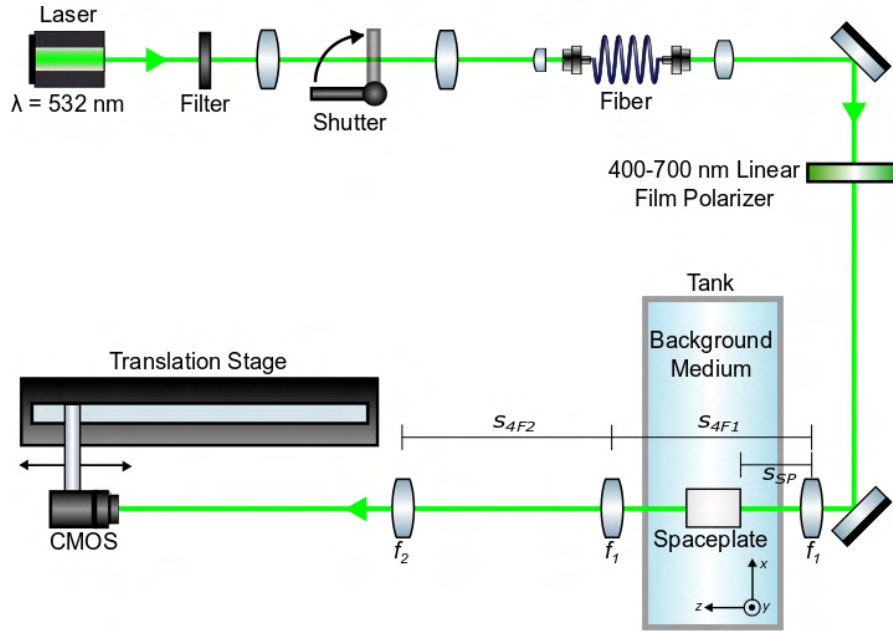 Laser
λ = 532 nm
Filter
Shutter
Fiber
400-700 nm Linear
Film Polarizer
Tank
Background
Medium
Translation Stage
S4F2
S4F1
SSP
CMOS
f2
f1
Spaceplate
f1
x
z
y